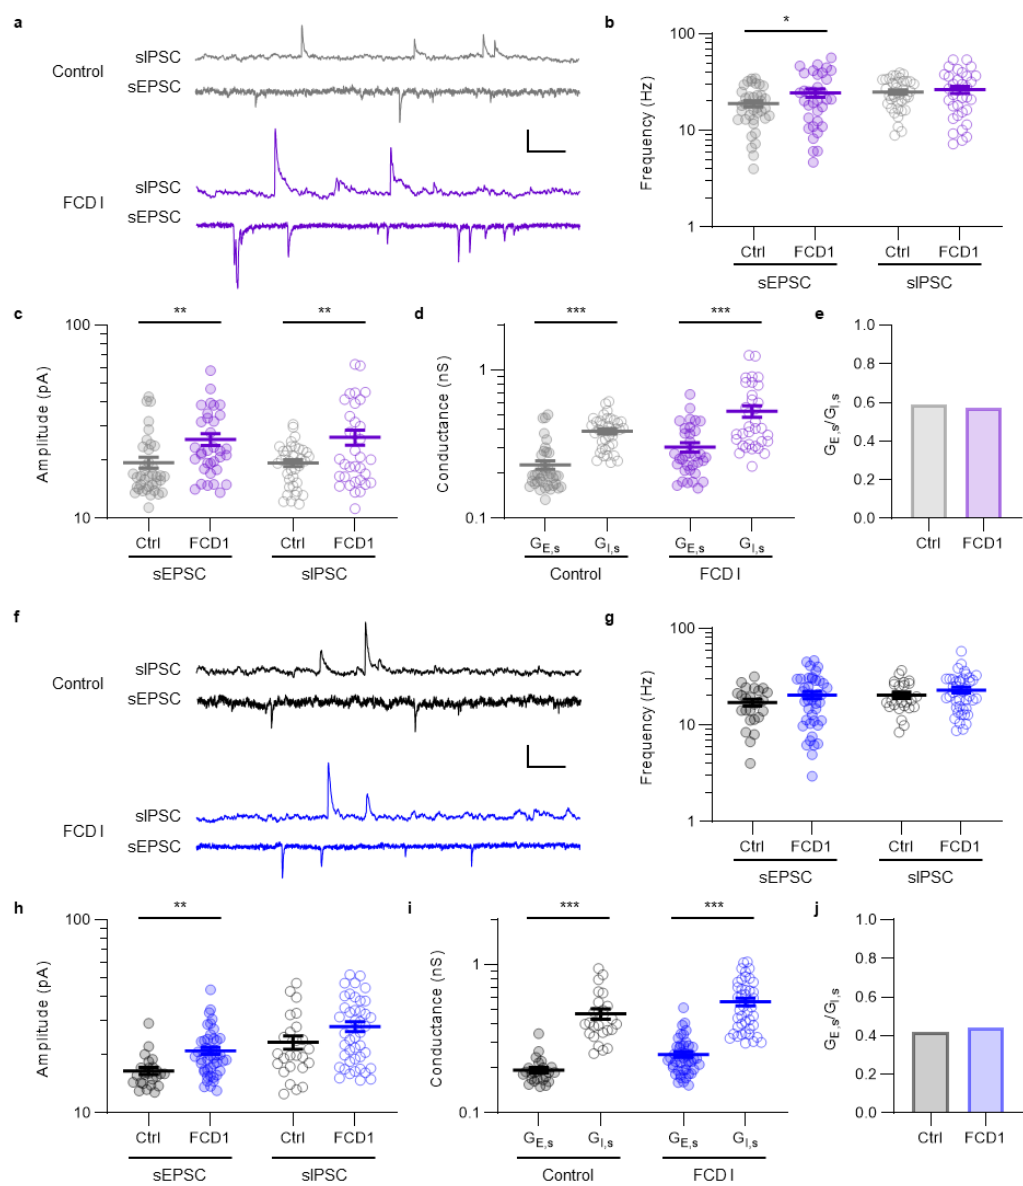 a
Control
sIPSC
sEPSC
FCD I
sIPSC
sEPSC
b
Frequency (Hz)
100
10
1
*
Ctrl FCD1 Ctrl FCD1
sEPSC sIPSC
c
Amplitude (pA)
100
10
** **
Ctrl FCD1 Ctrl FCD1
sEPSC sIPSC
d
Conductance (nS)
1
0.1
*** ***
GE,s GI,s GE,s GI,s
Control FCD I
e
GE,s/GI,s
1.0
0.8
0.6
0.4
0.2
0.0
Ctrl FCD1
f
Control
sIPSC
sEPSC
FCD I
sIPSC
sEPSC
g
Frequency (Hz)
100
10
1
Ctrl FCD1 Ctrl FCD1
sEPSC sIPSC
h
Amplitude (pA)
100
10
**
Ctrl FCD1 Ctrl FCD1
sEPSC sIPSC
i
Conductance (nS)
1
0.1
*** ***
GE,s GI,s GE,s GI,s
Control FCD I
j
GE,s/GI,s
1.0
0.8
0.6
0.4
0.2
0.0
Ctrl FCD1